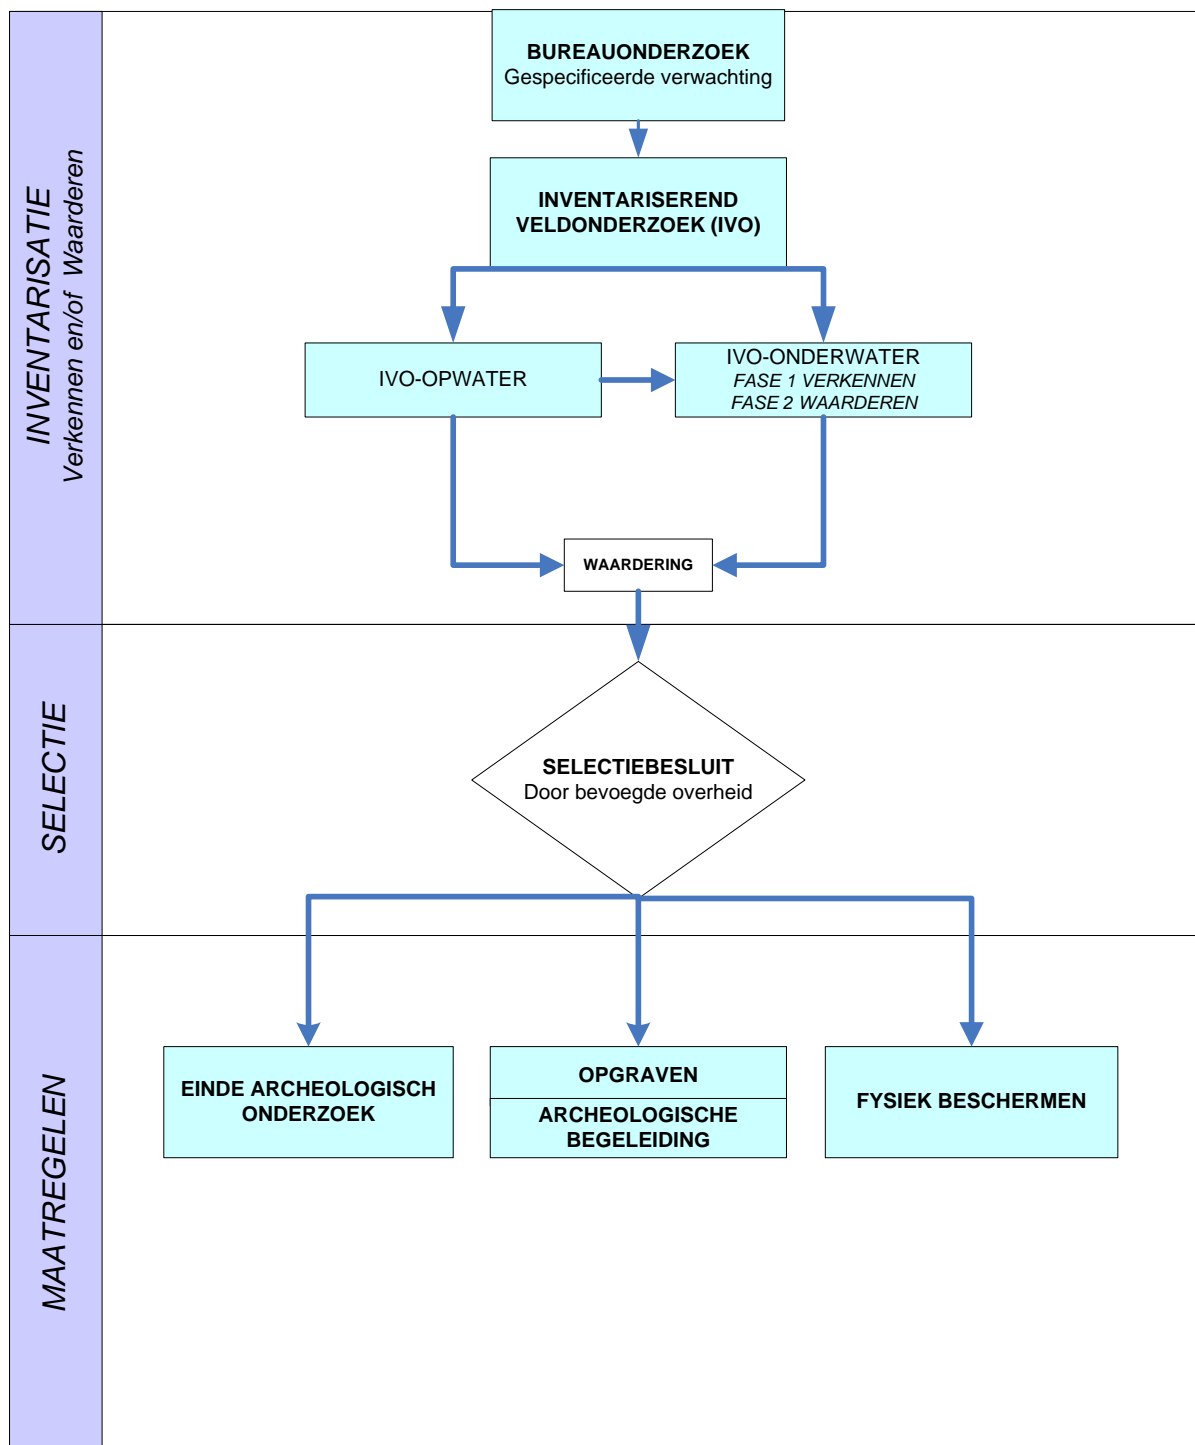 INVENTARISATIE
Verkennen en/of Waarderen
BUREAUONDERZOEK
Gespecificeerde verwachting
INVENTARISEREND
VELDONDERZOEK (IVO)
IVO-OPWATER
IVO-ONDERWATER
FASE 1 VERKENNEN
FASE 2 WAARDEREN
WAARDERING
SELECTIE
SELECTIEBESLUIT
Door bevoegde overheid
MAATREGELEN
EINDE ARCHEOLOGISCH
ONDERZOEK
OPGRAVEN
ARCHEOLOGISCHE
BEGELEIDING
FYSIEK BESCHERMEN